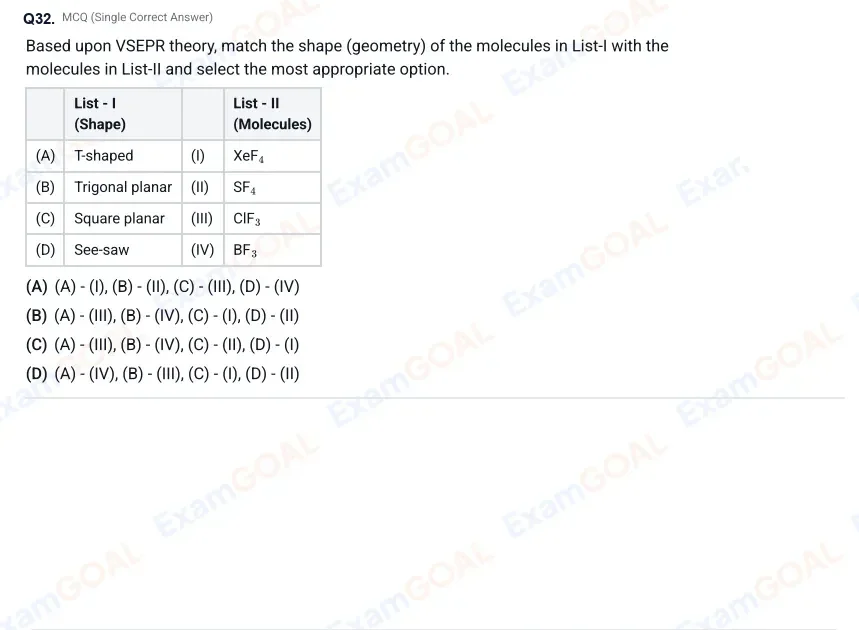 Q32. MCQ (Single Correct Answer)
Based upon VSEPR theory, match the shape (geometry) of the molecules in List-I with the
molecules in List-II and select the most appropriate option.
List - I (Shape) List - II (Molecules)
(A) T-shaped (I) XeF₄
(B) Trigonal planar (II) SF₄
(C) Square planar (III) ClF₃
(D) See-saw (IV) BF₃
(A) (A) - (I), (B) - (II), (C) - (III), (D) - (IV)
(B) (A) - (III), (B) - (IV), (C) - (I), (D) - (II)
(C) (A) - (III), (B) - (IV), (C) - (II), (D) - (I)
(D) (A) - (IV), (B) - (III), (C) - (I), (D) - (II)
ExamGOAL